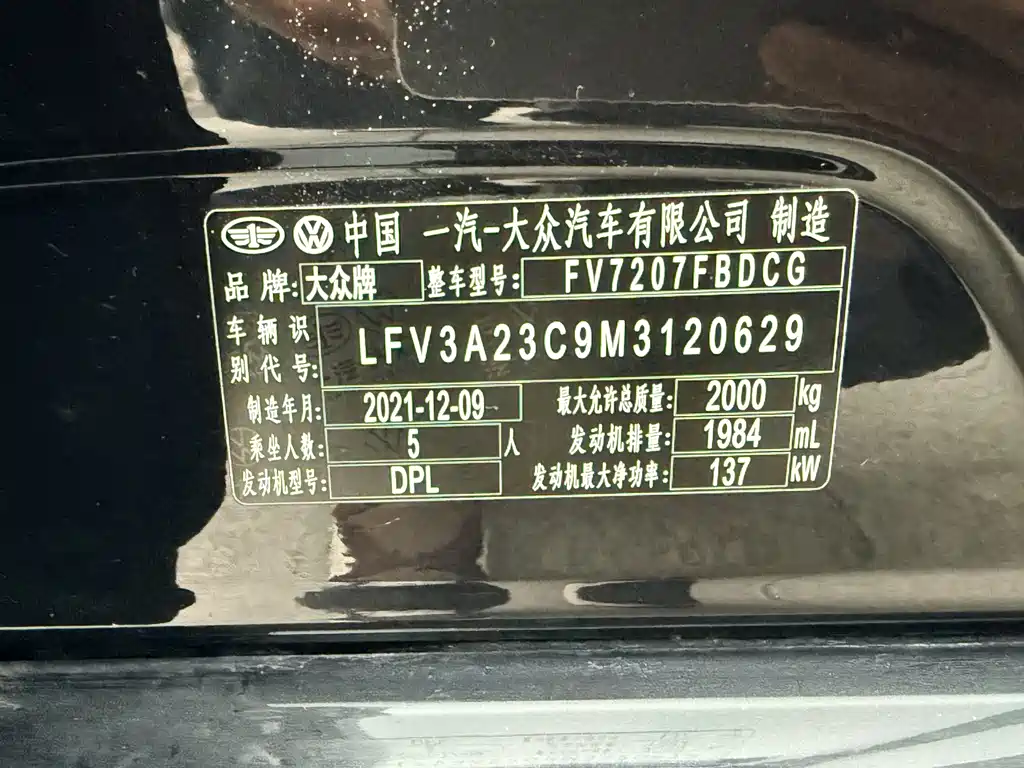 中国 一汽-大众汽车有限公司 制造
品牌: 大众牌 整车型号: FV7207FBDCG
车辆识别代号: LFV3A23C9M3120629
制造年月: 2021-12-09 最大允许总质量: 2000 kg
乘坐人数: 5 人 发动机排量: 1984 mL
发动机型号: DPL 发动机最大净功率: 137 kW